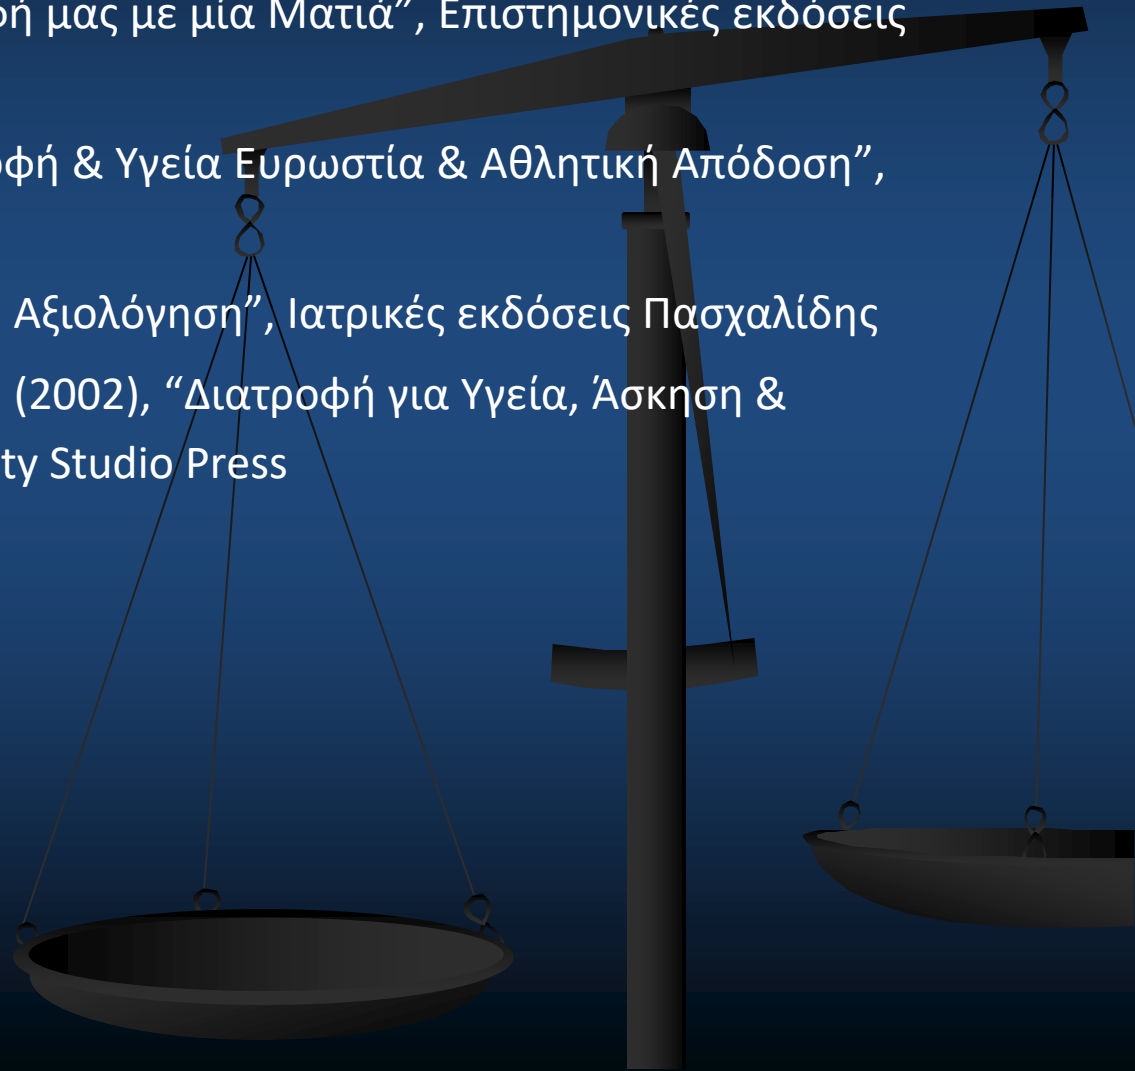 φή μας με μία Ματιά”, Επιστημονικές εκδόσεις
φή & Υγεία Ευρωστία & Αθλητική Απόδοση”,
Αξιολόγηση”, Ιατρικές εκδόσεις Πασχαλίδης
(2002), “Διατροφή για Υγεία, Άσκηση &
ty Studio Press